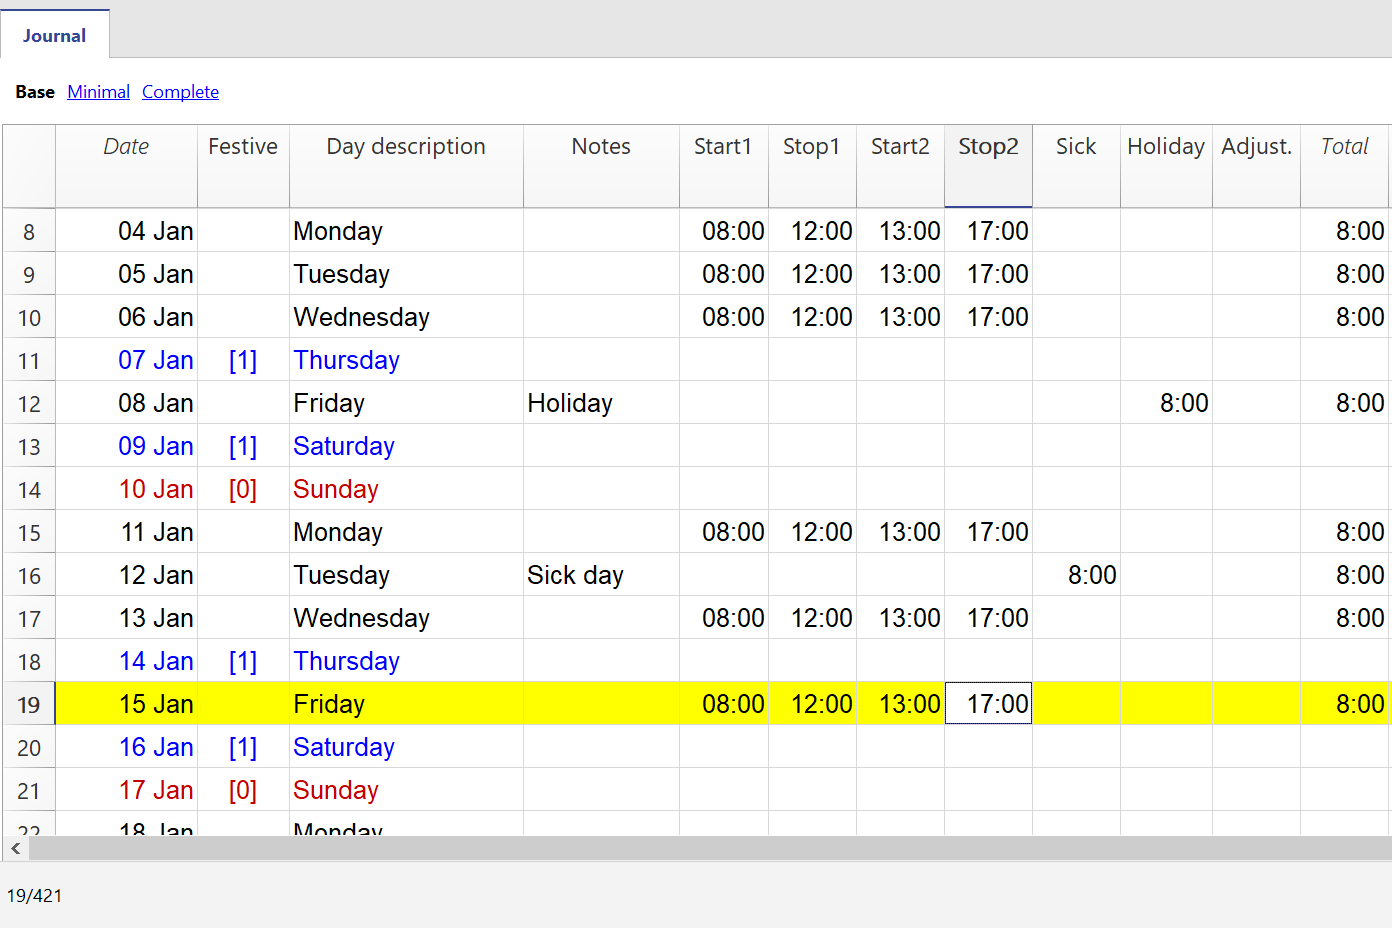 Journal
Base Minimal Complete
Date Festive Day description Notes Start1 Stop1 Start2 Stop2 Sick Holiday Adjust. Total
8 04 Jan Monday 08:00 12:00 13:00 17:00 8:00
9 05 Jan Tuesday 08:00 12:00 13:00 17:00 8:00
10 06 Jan Wednesday 08:00 12:00 13:00 17:00 8:00
11 07 Jan [1] Thursday
12 08 Jan Friday Holiday 8:00 8:00
13 09 Jan [1] Saturday
14 10 Jan [0] Sunday
15 11 Jan Monday 08:00 12:00 13:00 17:00 8:00
16 12 Jan Tuesday Sick day 8:00 8:00
17 13 Jan Wednesday 08:00 12:00 13:00 17:00 8:00
18 14 Jan [1] Thursday
19 15 Jan Friday 08:00 12:00 13:00 17:00 8:00
20 16 Jan [1] Saturday
21 17 Jan [0] Sunday
22 18 Jan Monday
19/421